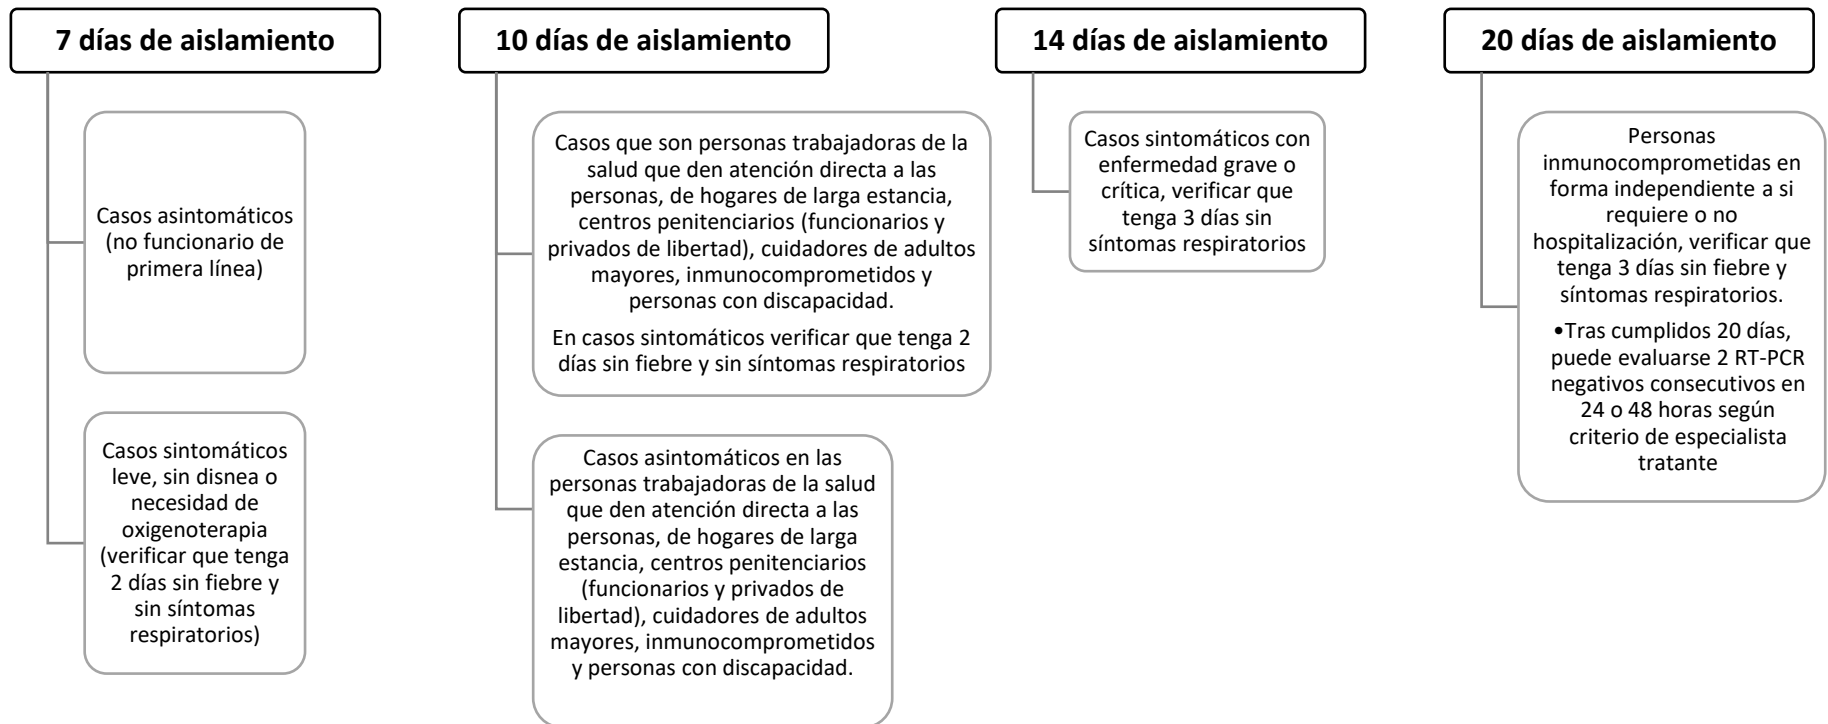 7 días de aislamiento
Casos asintomáticos
(no funcionario de
primera línea)
Casos sintomáticos
leve, sin disnea o
necesidad de
oxigenoterapia
(verificar que tenga
2 días sin fiebre y
sin síntomas
respiratorios)
10 días de aislamiento
Casos que son personas trabajadoras de la
salud que den atención directa a las
personas, de hogares de larga estancia,
centros penitenciarios (funcionarios y
privados de libertad), cuidadores de adultos
mayores, inmunocomprometidos y
personas con discapacidad.
En casos sintomáticos verificar que tenga 2
días sin fiebre y sin síntomas respiratorios
Casos asintomáticos en las
personas trabajadoras de la salud
que den atención directa a las
personas, de hogares de larga
estancia, centros penitenciarios
(funcionarios y privados de
libertad), cuidadores de adultos
mayores, inmunocomprometidos
y personas con discapacidad.
14 días de aislamiento
Casos sintomáticos con
enfermedad grave o
crítica, verificar que
tenga 3 días sin
síntomas respiratorios
20 días de aislamiento
Personas
inmunocomprometidas en
forma independiente a si
requiere o no
hospitalización, verificar que
tenga 3 días sin fiebre y
síntomas respiratorios.
•Tras cumplidos 20 días,
puede evaluarse 2 RT-PCR
negativos consecutivos en
24 o 48 horas según
criterio de especialista
tratante